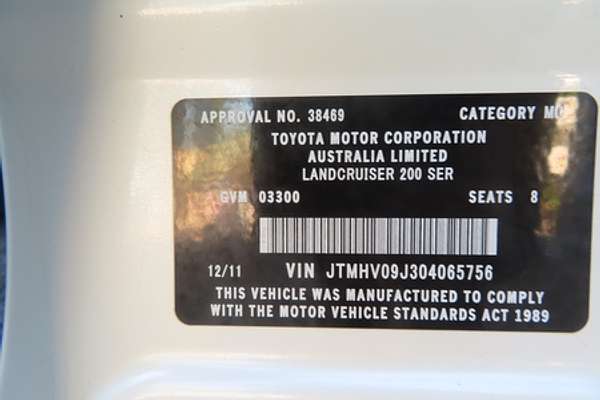 APPROVAL NO. 38469 CATEGORY MC
TOYOTA MOTOR CORPORATION
AUSTRALIA LIMITED
LANDCRUISER 200 SER
GVM 03300 SEATS 8
12/11 VIN JTMHV09J304065756
THIS VEHICLE WAS MANUFACTURED TO COMPLY
WITH THE MOTOR VEHICLE STANDARDS ACT 1989